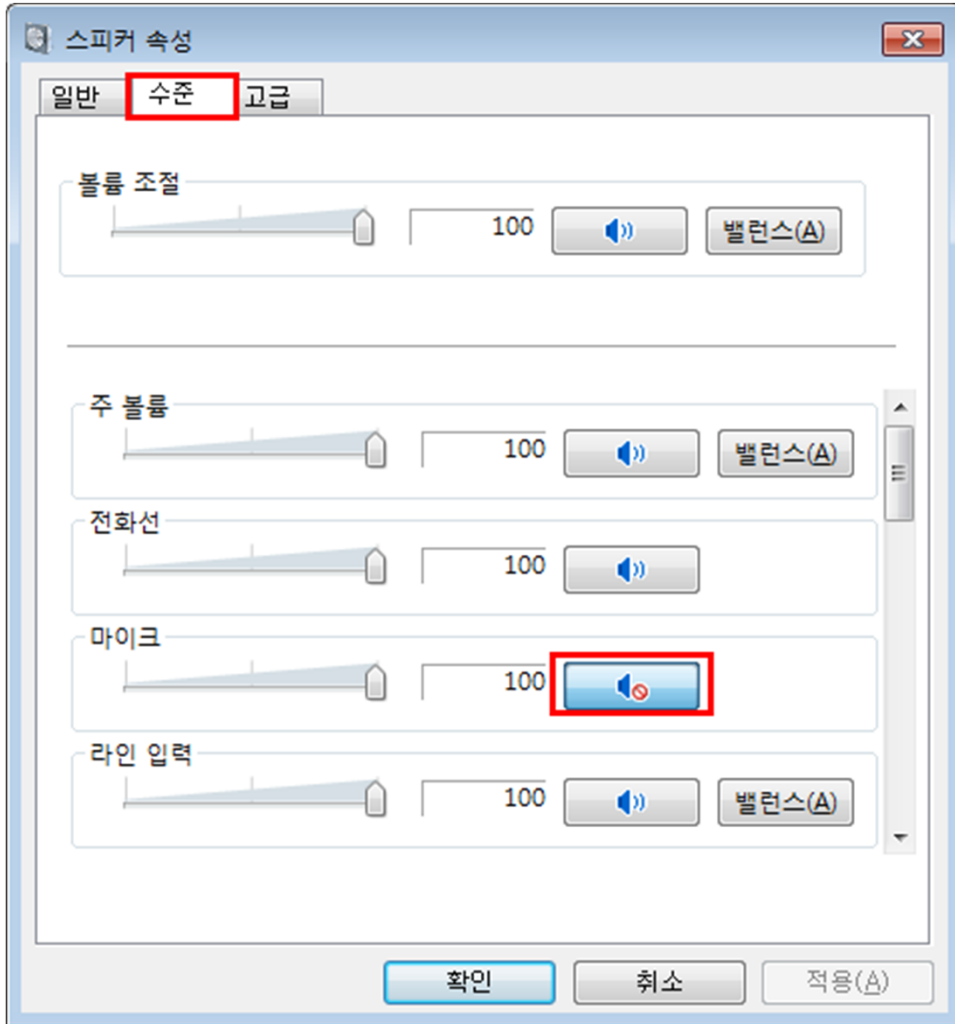 스피커 속성
일반 수준 고급
볼륨 조절
100 밸런스(A)
주 볼륨
100 밸런스(A)
전화선
100
마이크
100
라인 입력
100 밸런스(A)
확인 취소 적용(A)